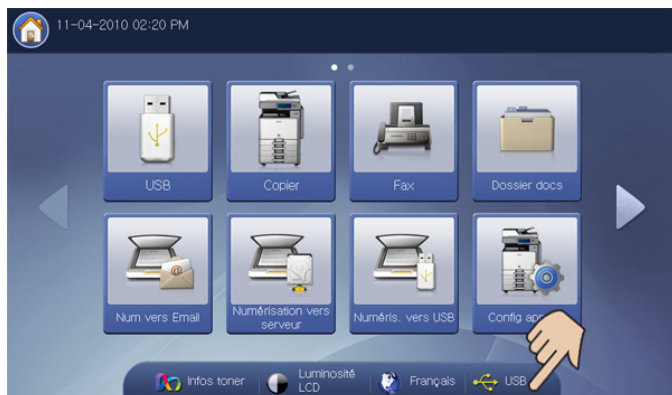 11-04-2010 02:20 PM
USB
Copier
Fax
Dossier docs
Num vers Email
Numérisation vers
serveur
Numéris. vers USB
Config
Infos toner
Luminosité
LCD
Français
USB